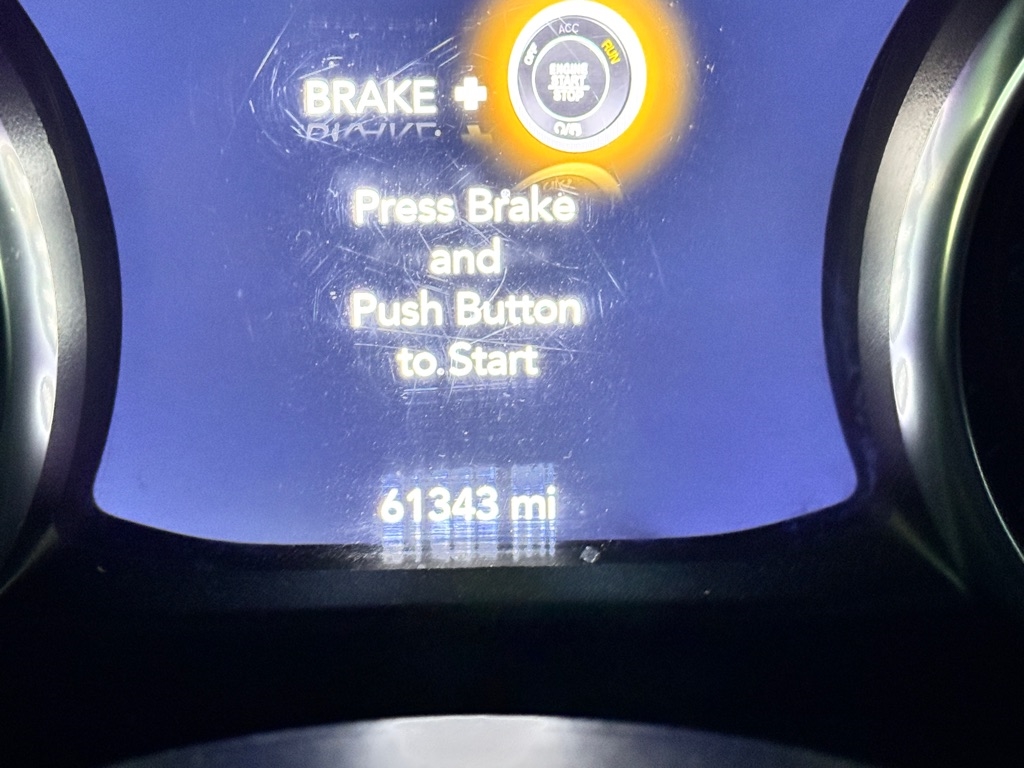 ACC
OFF
RUN
BRAKE +
ENGINE
START
STOP
Press Brake
and
Push Button
to Start
61343 mi